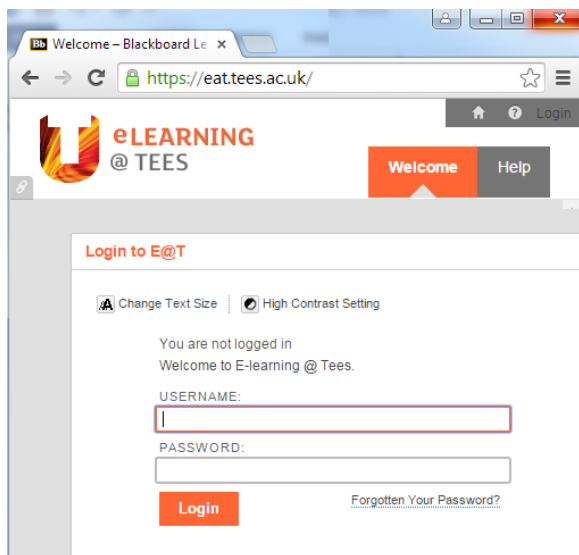 Bb Welcome – Blackboard Le x
https://eat.tees.ac.uk/
Login
eLEARNING
@ TEES
Welcome Help
Login to E@T
Change Text Size High Contrast Setting
You are not logged in
Welcome to E-learning @ Tees.
USERNAME:
PASSWORD:
Login Forgotten Your Password?